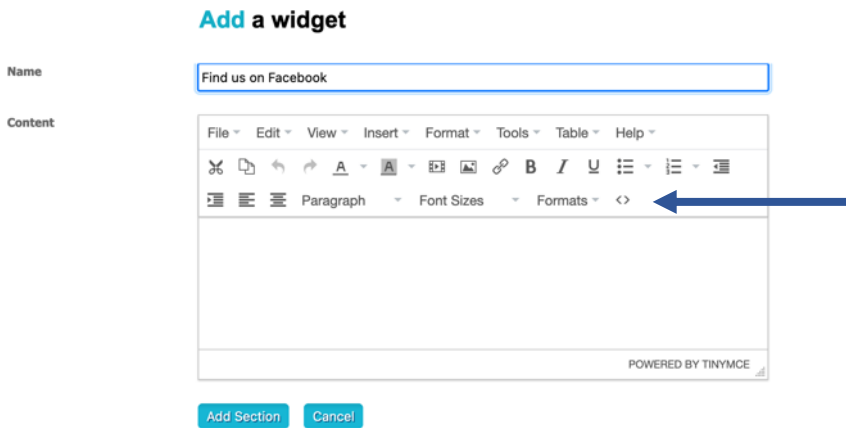 Add a widget
Name
Find us on Facebook
Content
File Edit View Insert Format Tools Table Help
A A B I U
Paragraph Font Sizes Formats <>
POWERED BY TINYMCE
Add Section Cancel